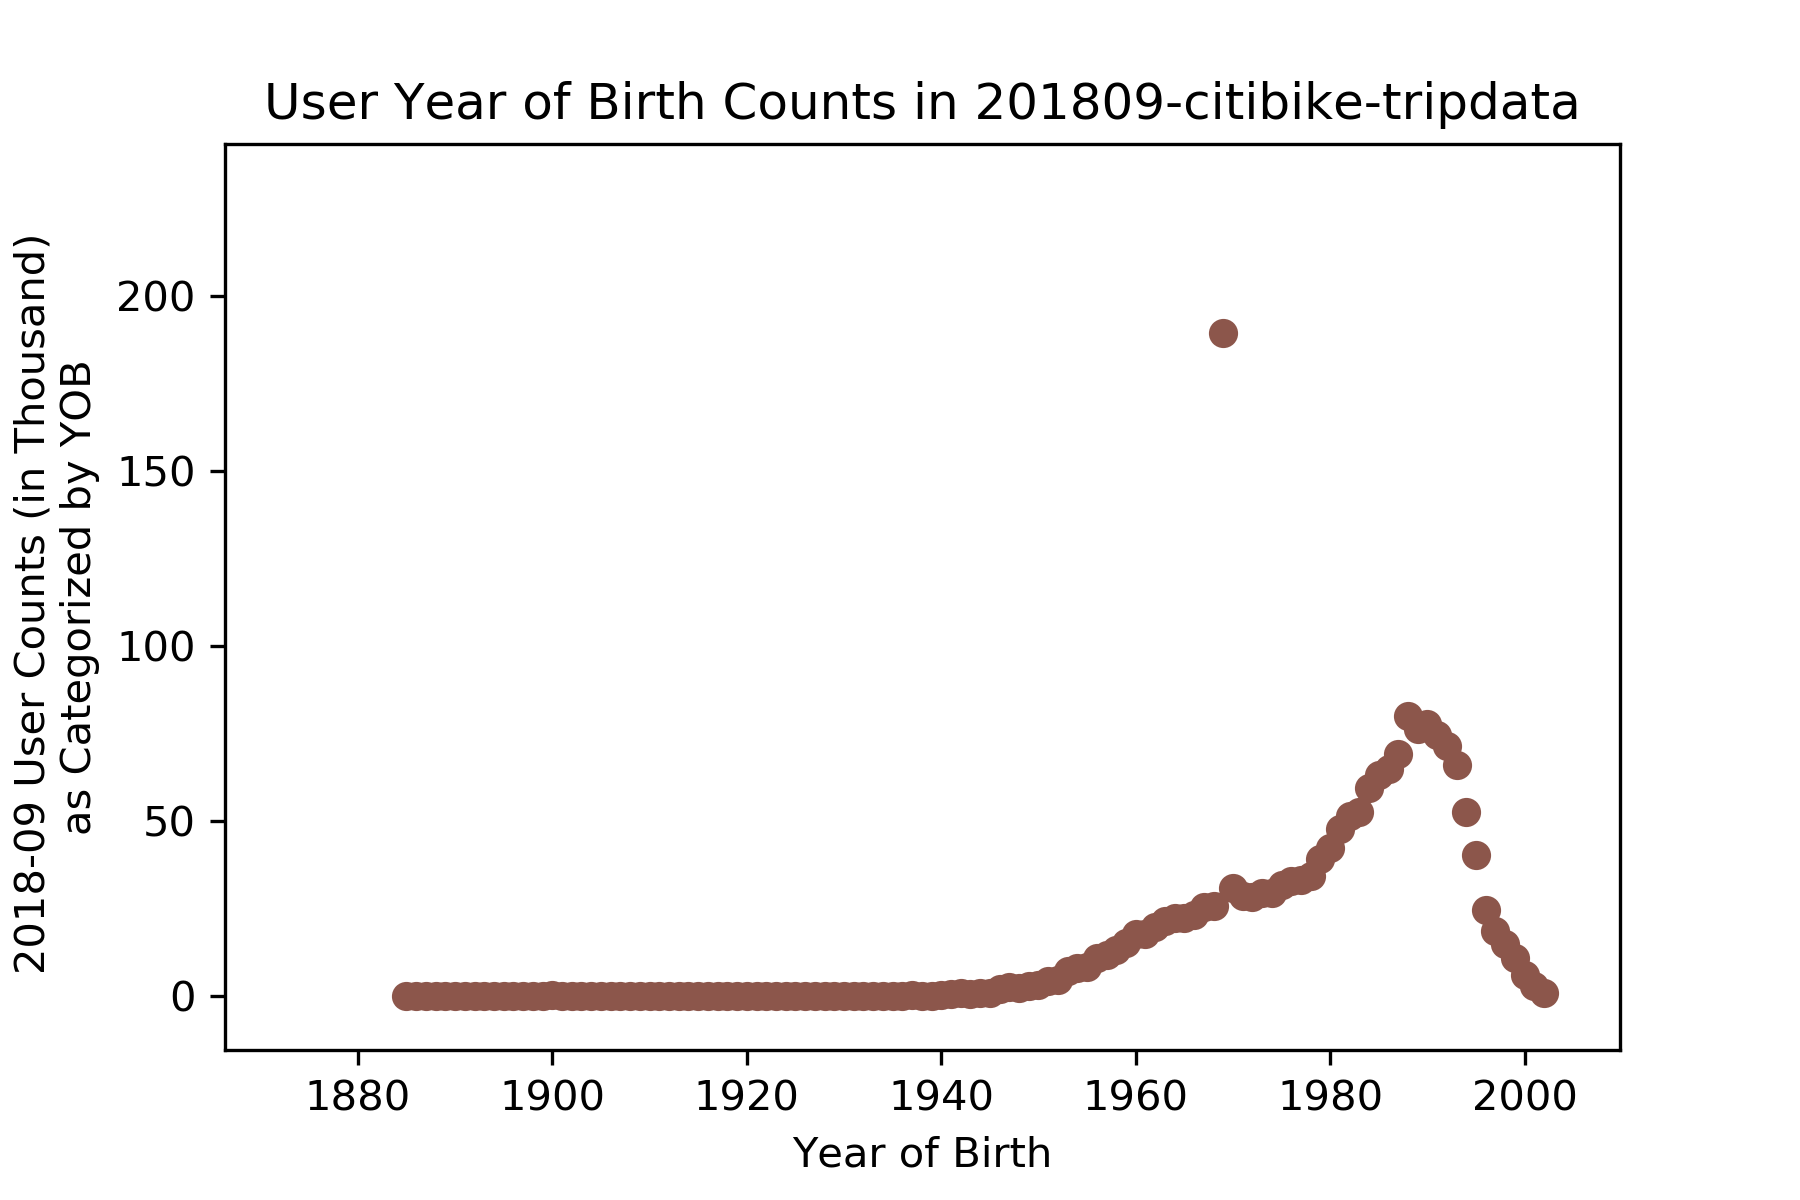 User Year of Birth Counts in 201809-citibike-tripdata
2018-09 User Counts (in Thousand)
as Categorized by YOB
200
150
100
50
0
1880 1900 1920 1940 1960 1980 2000
Year of Birth